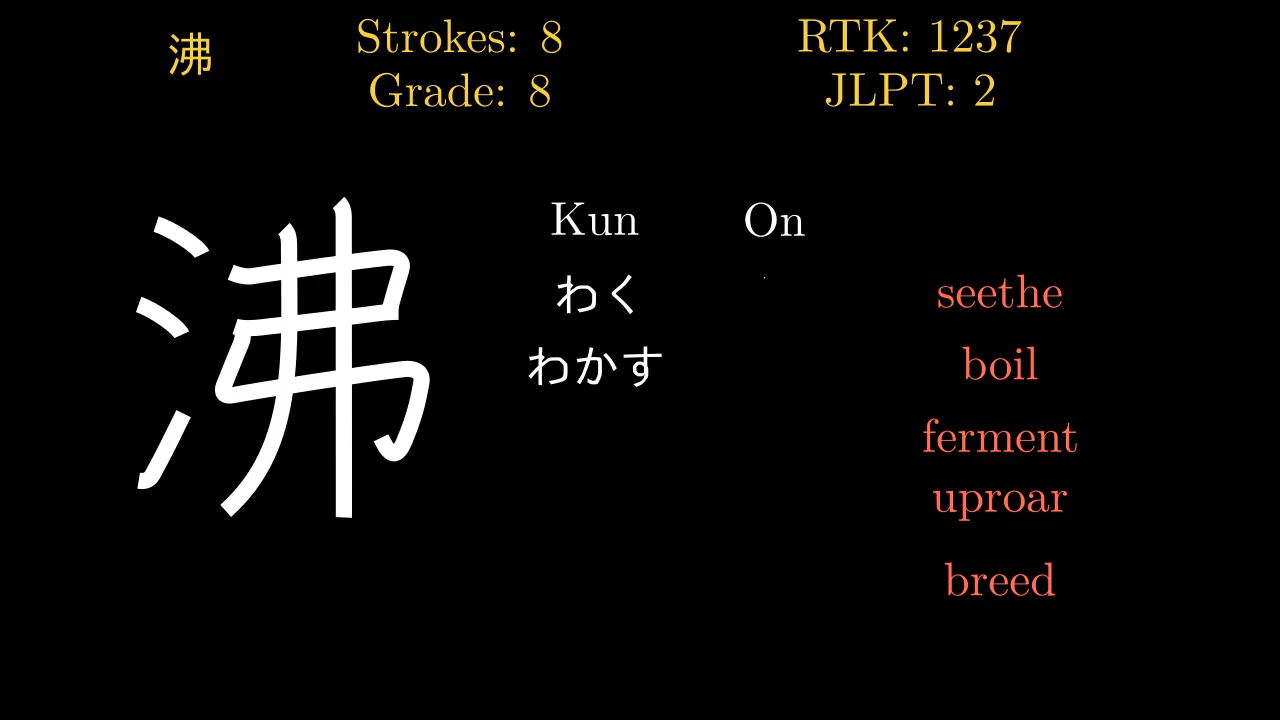 沸
Strokes: 8
Grade: 8
RTK: 1237
JLPT: 2
沸
Kun
わく
わかす
On
seethe
boil
ferment
uproar
breed